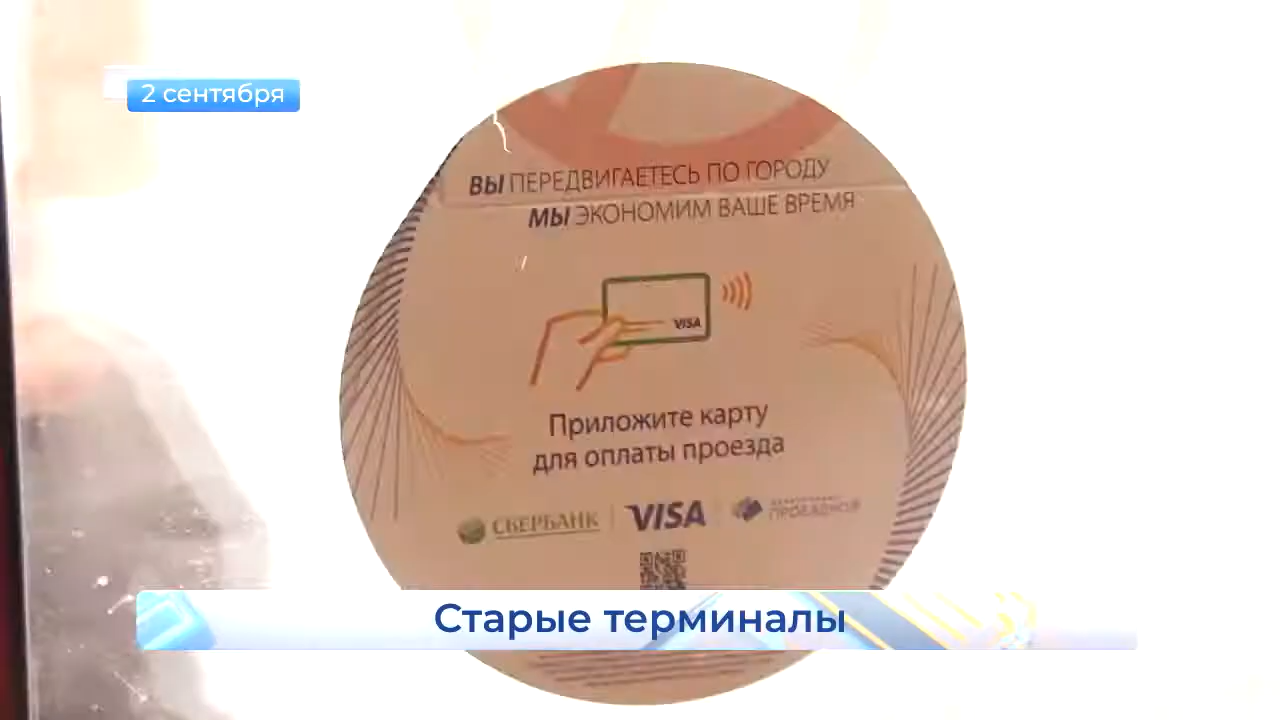 2 сентября
ВЫ ПЕРЕДВИГАЕТЕСЬ ПО ГОРОДУ
МЫ ЭКОНОМИМ ВАШЕ ВРЕМЯ
VISA
Приложите карту
для оплаты проезда
СБЕРБАНК VISA ПРОЕЗДНОЙ
Старые терминалы